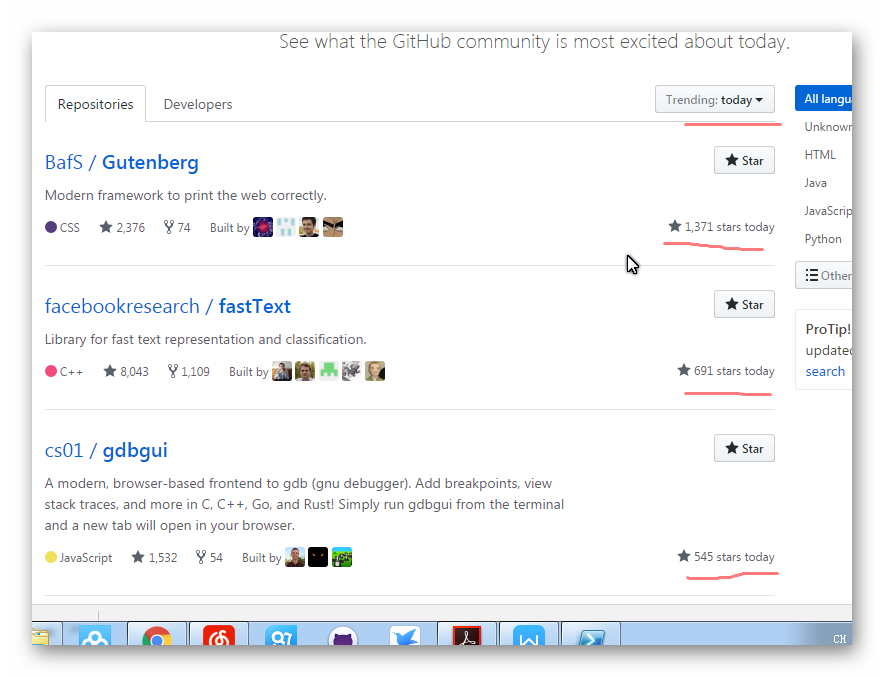 See what the GitHub community is most excited about today.
Repositories
Developers
Trending: today
All langu
BafS / Gutenberg
Star
Modern framework to print the web correctly.
CSS 2,376 74 Built by
1,371 stars today
Unknown
HTML
Java
JavaScrip
Python
Other
facebookresearch / fastText
Star
Library for fast text representation and classification.
C++ 8,043 1,109 Built by
691 stars today
ProTip!
updated
search
cs01 / gdbgui
Star
A modern, browser-based frontend to gdb (gnu debugger). Add breakpoints, view
stack traces, and more in C, C++, Go, and Rust! Simply run gdbgui from the terminal
and a new tab will open in your browser.
JavaScript 1,532 54 Built by
545 stars today
CH